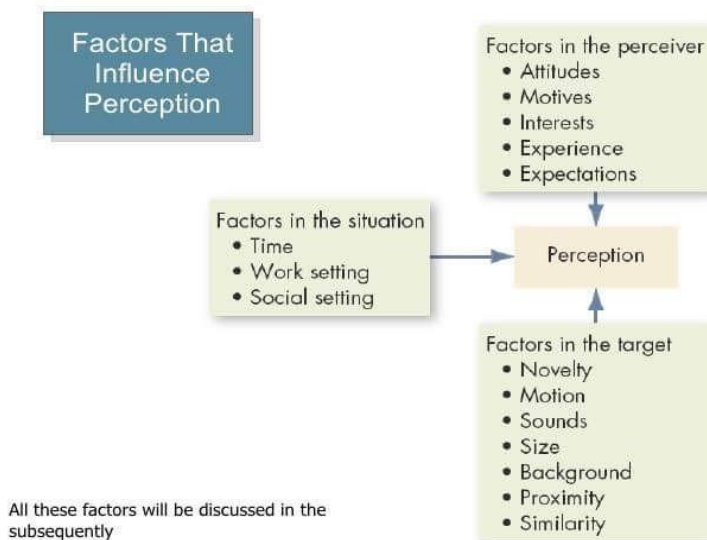 Factors That
Influence
Perception
Factors in the perceiver
• Attitudes
• Motives
• Interests
• Experience
• Expectations
Factors in the situation
• Time
• Work setting
• Social setting
Perception
Factors in the target
• Novelty
• Motion
• Sounds
• Size
• Background
• Proximity
• Similarity
All these factors will be discussed in the
subsequently